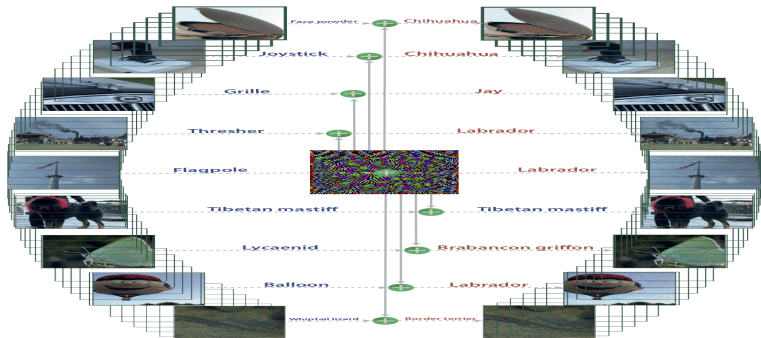 Face powder Chihuahua
Joystick Chihuahua
Grille Jay
Thresher Labrador
Flagpole Labrador
Tibetan mastiff Tibetan mastiff
Lycaenid Brabancon griffon
Balloon Labrador
Whiptail lizard Border terrier